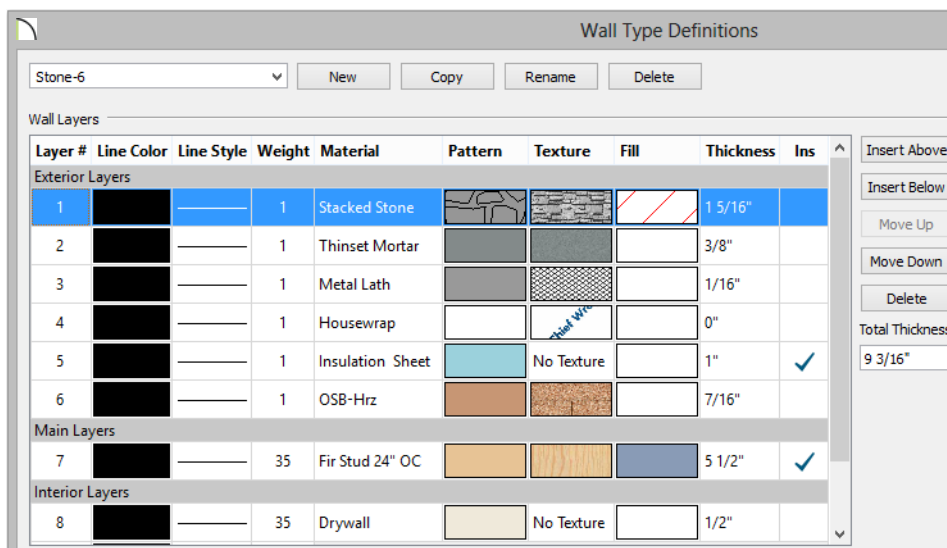 Wall Type Definitions
Stone-6 New Copy Rename Delete
Wall Layers
Layer # Line Color Line Style Weight Material Pattern Texture Fill Thickness Ins Insert Above
Exterior Layers
1 1 Stacked Stone 1 5/16" Insert Below
Move Up
2 1 Thinset Mortar 3/8"
Move Down
3 1 Metal Lath 1/16"
Delete
4 1 Housewrap 0"
Total Thickness
5 1 Insulation Sheet No Texture 1" 9 3/16"
6 1 OSB-Hrz 7/16"
Main Layers
7 35 Fir Stud 24" OC 5 1/2"
Interior Layers
8 35 Drywall No Texture 1/2"